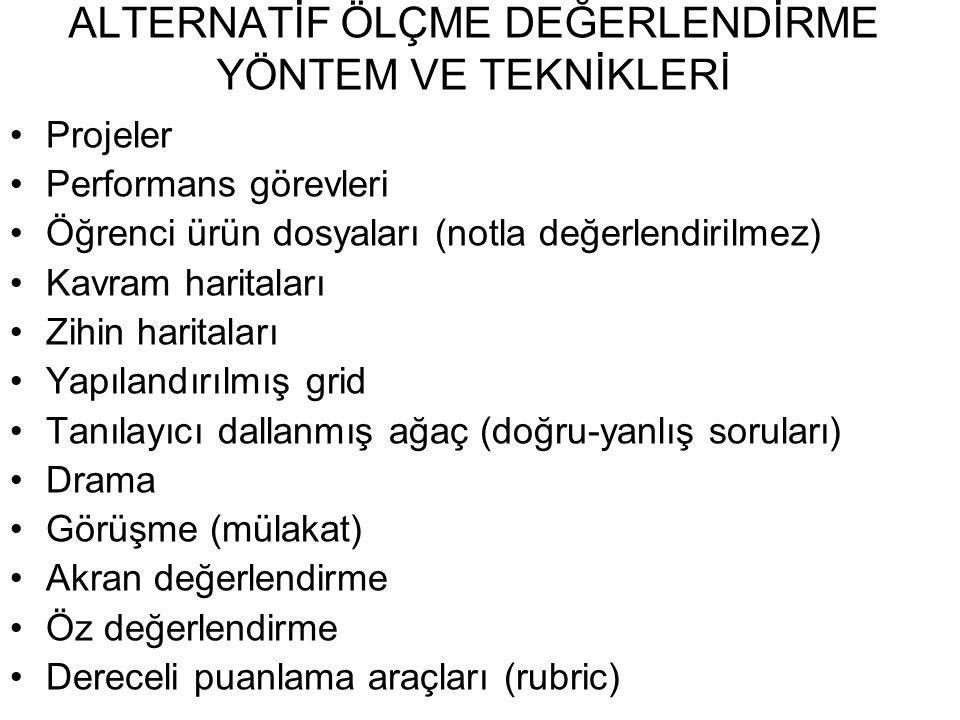 ALTERNATİF ÖLÇME DEĞERLENDİRME
YÖNTEM VE TEKNİKLERİ
• Projeler
• Performans görevleri
• Öğrenci ürün dosyaları (notla değerlendirilmez)
• Kavram haritaları
• Zihin haritaları
• Yapılandırılmış grid
• Tanılayıcı dallanmış ağaç (doğru-yanlış soruları)
• Drama
• Görüşme (mülakat)
• Akran değerlendirme
• Öz değerlendirme
• Dereceli puanlama araçları (rubric)